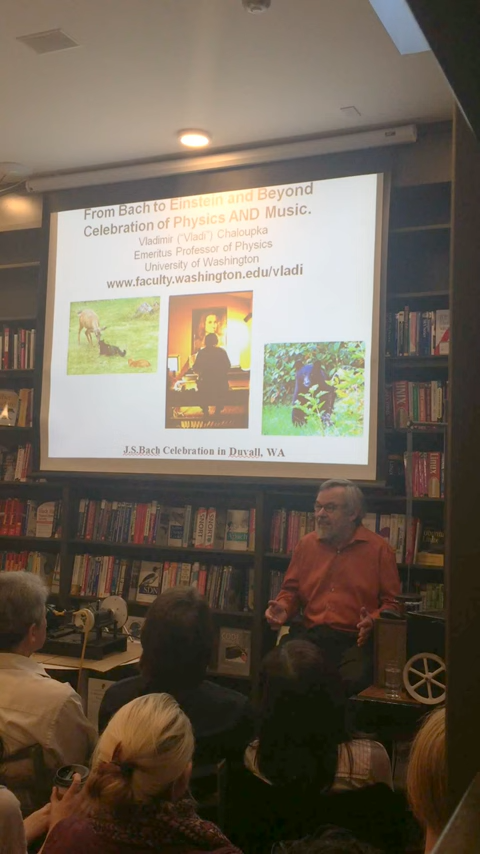 From Bach to Einstein and Beyond
Celebration of Physics AND Music.
Vladimir ("Vladi") Chaloupka
Emeritus Professor of Physics
University of Washington
www.faculty.washington.edu/vladi
J.S.Bach Celebration in Duvall, WA